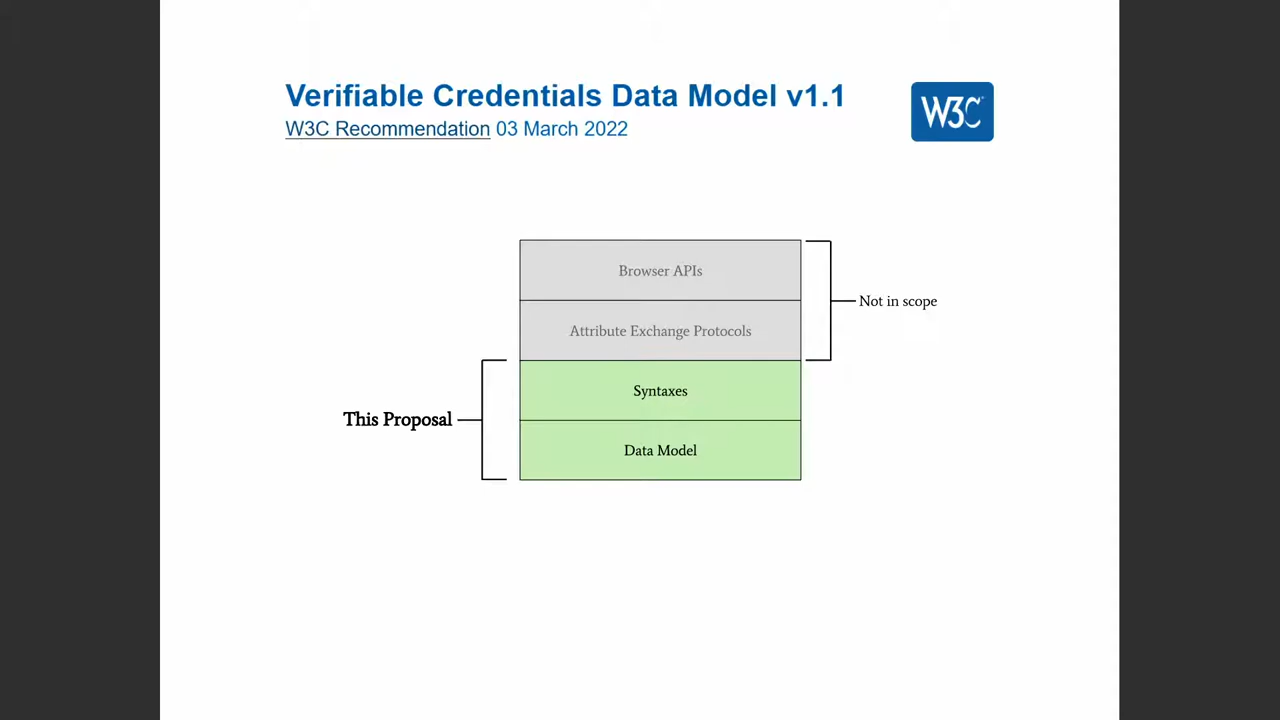 Verifiable Credentials Data Model v1.1
W3C Recommendation 03 March 2022
W3C
Browser APIs
Attribute Exchange Protocols
Not in scope
Syntaxes
This Proposal
Data Model